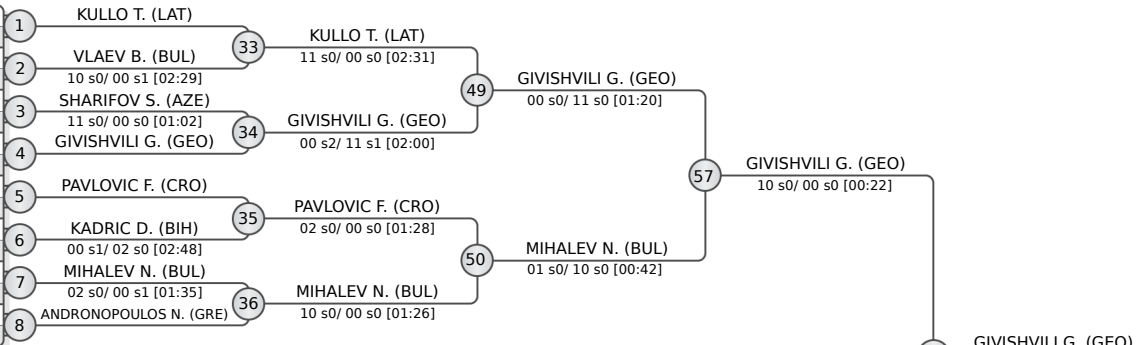 1
KULLO T. (LAT)
2
VLAEV B. (BUL)
10 s0/ 00 s1 [02:29]
3
SHARIFOV S. (AZE)
11 s0/ 00 s0 [01:02]
4
GIVISHVILI G. (GEO)
5
PAVLOVIC F. (CRO)
6
KADRIC D. (BIH)
00 s1/ 02 s0 [02:48]
7
MIHALEV N. (BUL)
02 s0/ 00 s1 [01:35]
8
ANDRONOPOULOS N. (GRE)
33
KULLO T. (LAT)
11 s0/ 00 s0 [02:31]
34
GIVISHVILI G. (GEO)
00 s2/ 11 s1 [02:00]
35
PAVLOVIC F. (CRO)
02 s0/ 00 s0 [01:28]
36
MIHALEV N. (BUL)
10 s0/ 00 s0 [01:26]
49
GIVISHVILI G. (GEO)
00 s0/ 11 s0 [01:20]
50
MIHALEV N. (BUL)
01 s0/ 10 s0 [00:42]
57
GIVISHVILI G. (GEO)
10 s0/ 00 s0 [00:22]
GIVISHVILI G. (GEO)